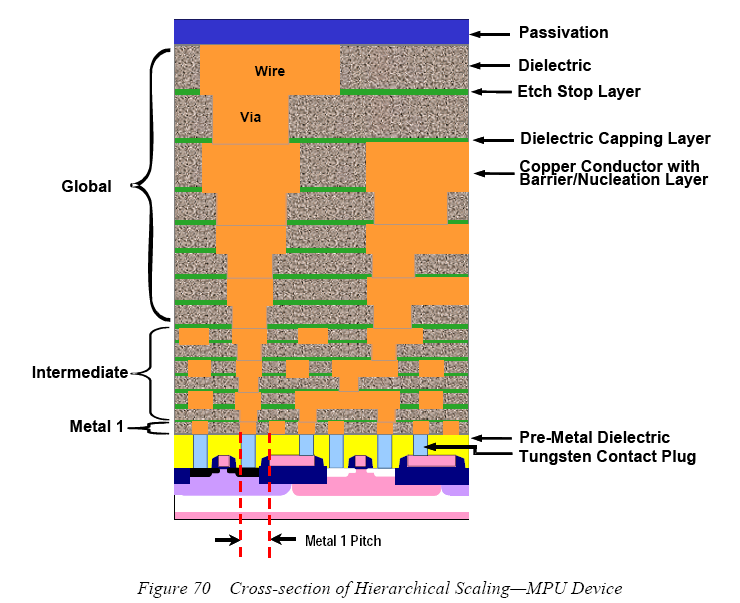 Passivation
Wire
Dielectric
Etch Stop Layer
Via
Dielectric Capping Layer
Copper Conductor with
Barrier/Nucleation Layer
Global
Intermediate
Metal 1
Pre-Metal Dielectric
Tungsten Contact Plug
Metal 1 Pitch
Figure 70 Cross-section of Hierarchical Scaling—MPU Device